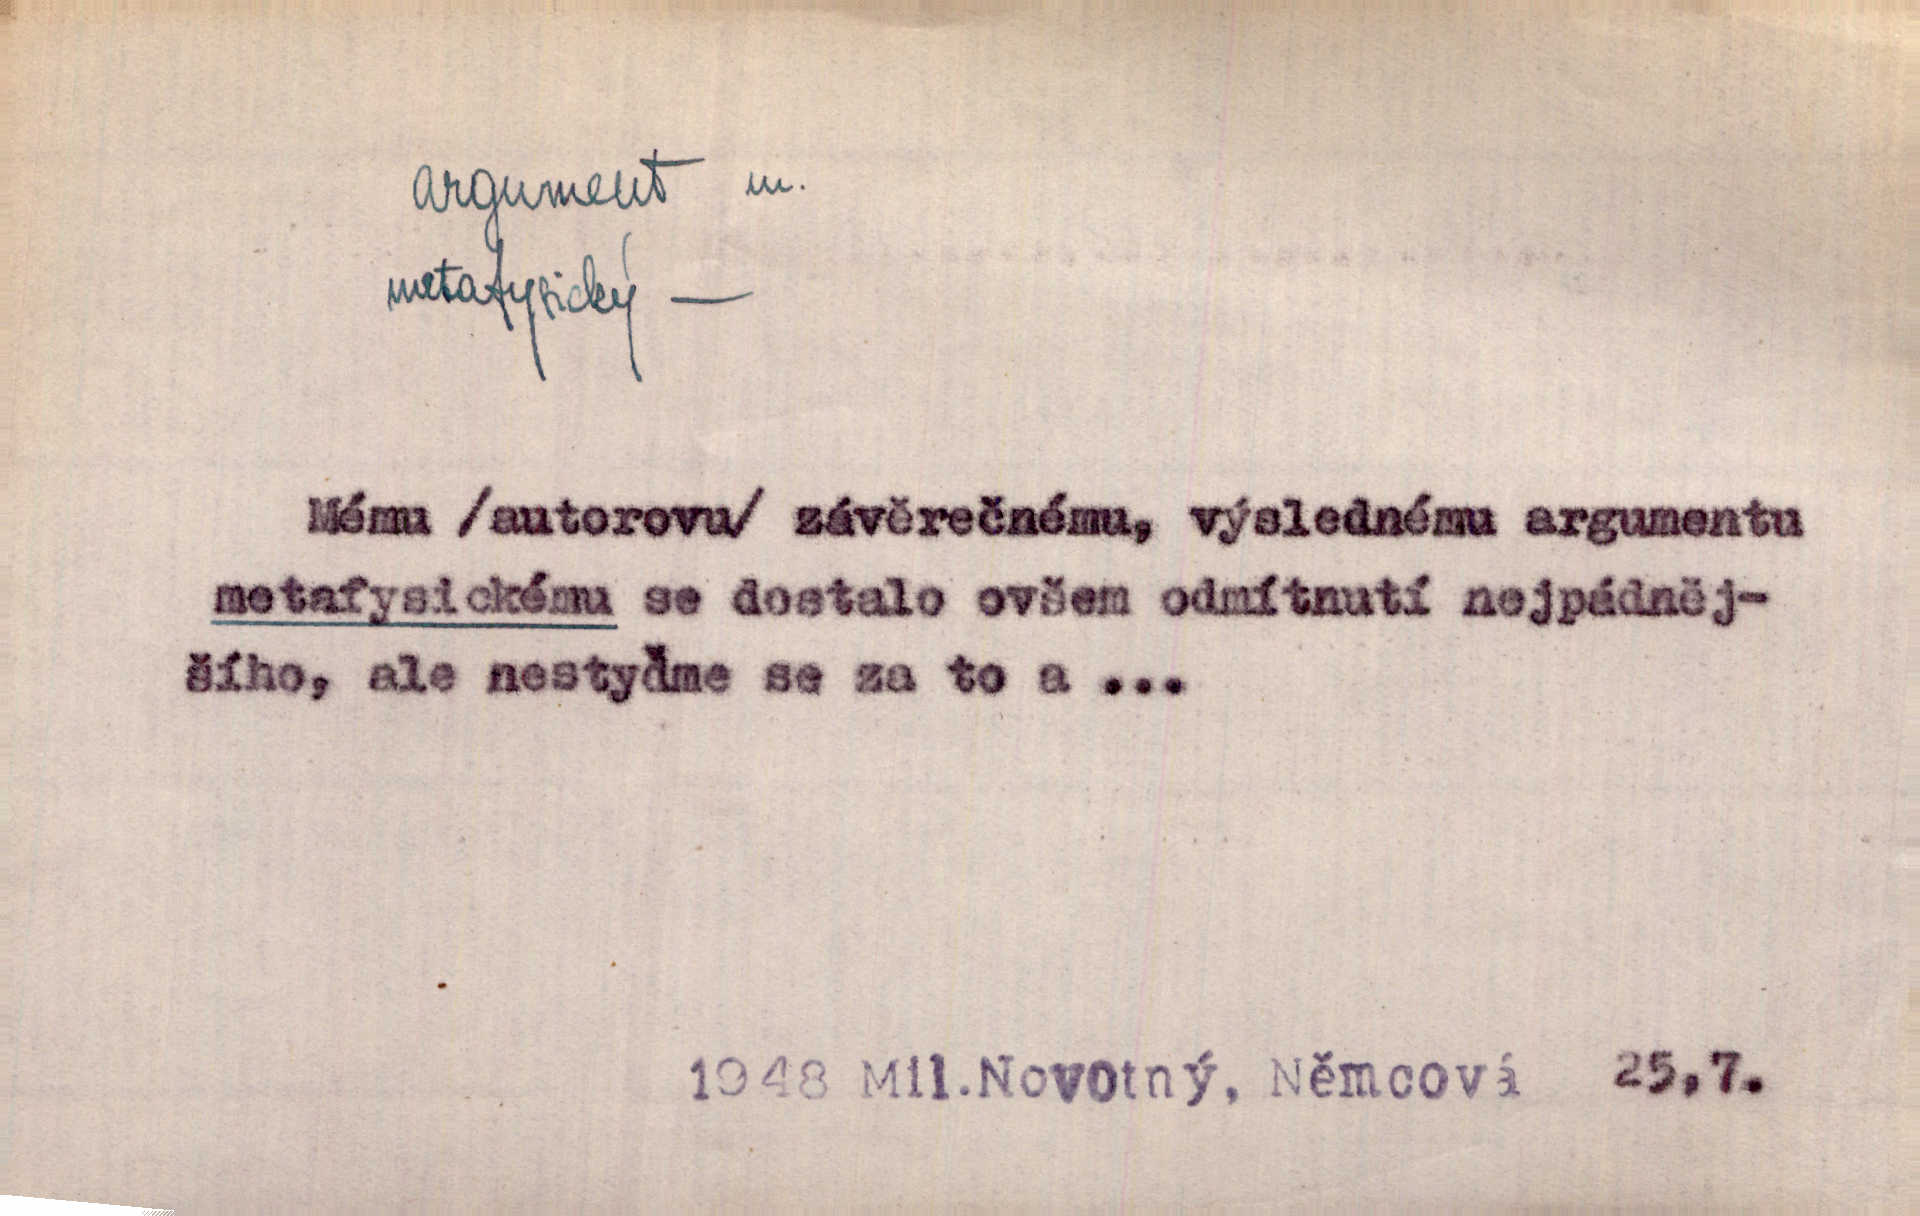 argument m.
metafysický —
Mému /autorovu/ závěrečnému, výslednému argumentu
metafysickému se dostalo ovšem odmítnutí nejpádněj-
šího, ale nestyďme se za to a ...
1948 Mil.Novotný, Němcová 25,7.